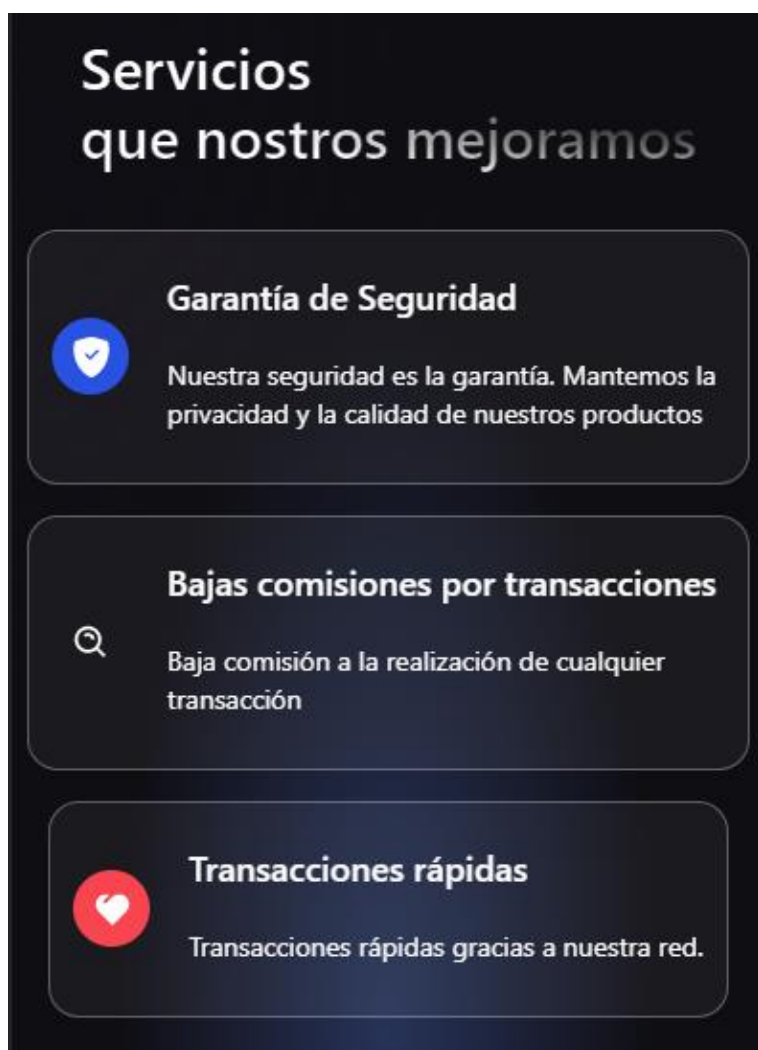 Servicios
que nostros mejoramos
Garantía de Seguridad
Nuestra seguridad es la garantía. Mantemos la
privacidad y la calidad de nuestros productos
Bajas comisiones por transacciones
Baja comisión a la realización de cualquier
transacción
Transacciones rápidas
Transacciones rápidas gracias a nuestra red.